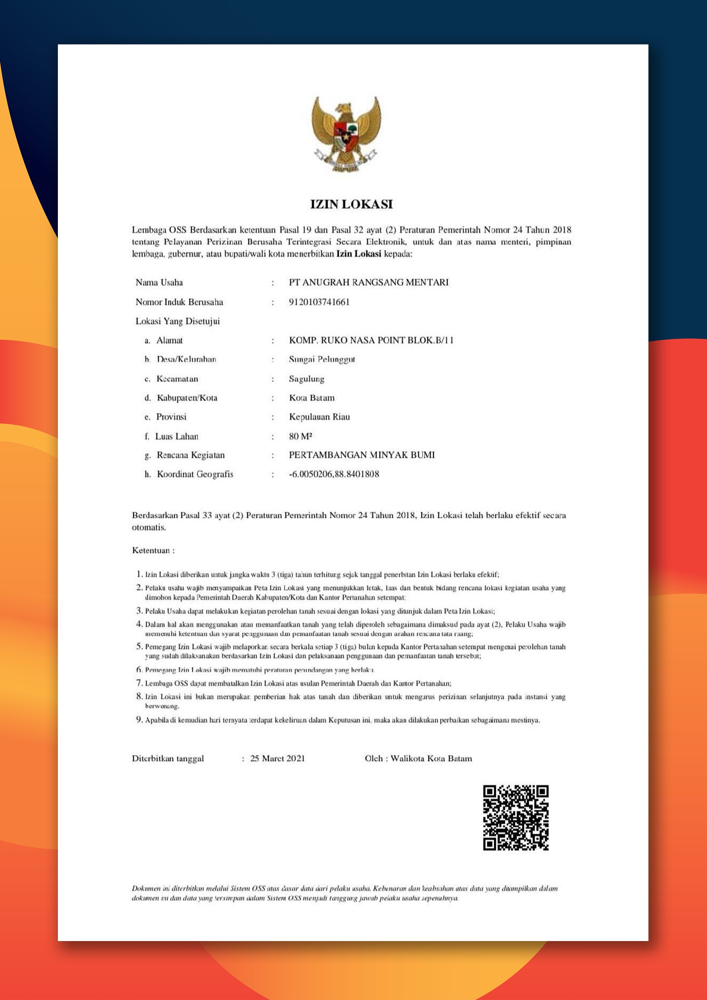 IZIN LOKASI
Lembaga OSS Berdasarkan ketentuan Pasal 19 dan Pasal 32 ayat (2) Peraturan Pemerintah Nomor 24 Tahun 2018
tentang Pelayanan Perizinan Berusaha Terintegrasi Secara Elektronik, untuk dan atas nama menteri, pimpinan
lembaga, gubernur, atau bupati/wali kota menerbitkan Izin Lokasi kepada:
Nama Usaha : PT ANUGRAH RANGSANG MENTARI
Nomor Induk Berusaha : 9120103741661
Lokasi Yang Disetujui
a. Alamat : KOMP. RUKO NASA POINT BLOK.B/11
b. Desa/Kelurahan : Sungai Pelunggut
c. Kecamatan : Sagulung
d. Kabupaten/Kota : Kota Batam
e. Provinsi : Kepulauan Riau
f. Luas Lahan : 80 M²
g. Rencana Kegiatan : PERTAMBANGAN MINYAK BUMI
h. Koordinat Geografis : -6.0050206,88.8401808
Berdasarkan Pasal 33 ayat (2) Peraturan Pemerintah Nomor 24 Tahun 2018, Izin Lokasi telah berlaku efektif secara
otomatis.
Ketentuan :
1. Izin Lokasi diberikan untuk jangka waktu 3 (tiga) tahun terhitung sejak tanggal penerbitan Izin Lokasi berlaku efektif;
2. Pelaku usaha wajib menyampaikan Peta Izin Lokasi yang menunjukkan letak, luas dan bentuk bidang rencana lokasi kegiatan usaha yang
dimohon kepada Pemerintah Daerah Kabupaten/Kota dan Kantor Pertanahan setempat;
3. Pelaku Usaha dapat melakukan kegiatan perolehan tanah sesuai dengan lokasi yang ditunjuk dalam Peta Izin Lokasi;
4. Dalam hal akan menggunakan atau memanfaatkan tanah yang telah diperoleh sebagaimana dimaksud pada ayat (2), Pelaku Usaha wajib
memenuhi ketentuan dan syarat penggunaan dan pemanfaatan tanah sesuai dengan arahan rencana tata ruang;
5. Pemegang Izin Lokasi wajib melaporkan secara berkala setiap 3 (tiga) bulan kepada Kantor Pertanahan setempat mengenai perolehan tanah
yang sudah dilaksanakan berdasarkan Izin Lokasi dan pelaksanaan penggunaan dan pemanfaatan tanah tersebut;
6. Pemegang Izin Lokasi wajib mematuhi peraturan perundangan yang berlaku.
7. Lembaga OSS dapat membatalkan Izin Lokasi atas usulan Pemerintah Daerah dan Kantor Pertanahan;
8. Izin Lokasi ini bukan merupakan pemberian hak atas tanah dan diberikan untuk mengurus perizinan selanjutnya pada instansi yang
berwenang.
9. Apabila di kemudian hari ternyata terdapat kekeliruan dalam Keputusan ini, maka akan dilakukan perbaikan sebagaimana mestinya.
Diterbitkan tanggal : 25 Maret 2021 Oleh : Walikota Kota Batam
Dokumen ini diterbitkan melalui Sistem OSS atas dasar data dari pelaku usaha. Kebenaran dan keabsahan atas data yang ditampilkan dalam
dokumen ini dan data yang tersimpan dalam Sistem OSS menjadi tanggung jawab pelaku usaha sepenuhnya.